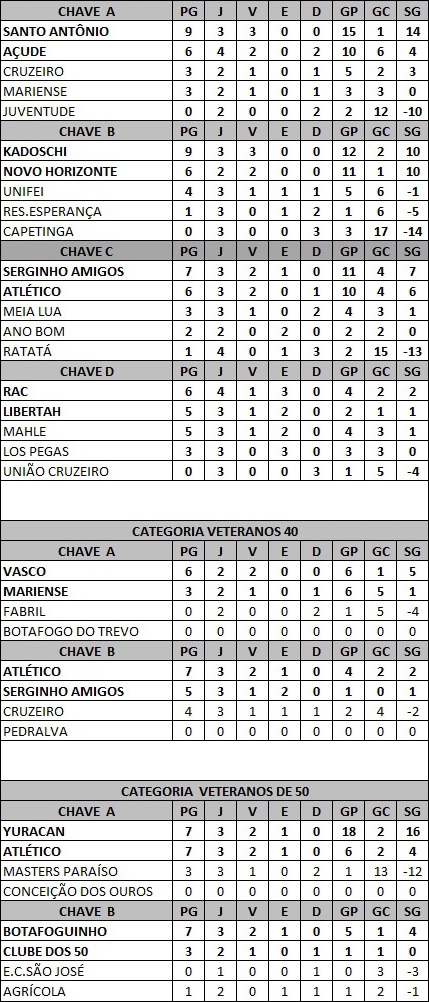 CHAVE A PG J V E D GP GC SG
SANTO ANTÔNIO 9 3 3 0 0 15 1 14
AÇUDE 6 4 2 0 2 10 6 4
CRUZEIRO 3 2 1 0 1 5 2 3
MARIENSE 3 2 1 0 1 3 3 0
JUVENTUDE 0 2 0 0 2 2 12 -10
CHAVE B PG J V E D GP GC SG
KADOSCHI 9 3 3 0 0 12 2 10
NOVO HORIZONTE 6 2 2 0 0 11 1 10
UNIFEI 4 3 1 1 1 5 6 -1
RES.ESPERANÇA 1 3 0 1 2 1 6 -5
CAPETINGA 0 3 0 0 3 3 17 -14
CHAVE C PG J V E D GP GC SG
SERGINHO AMIGOS 7 3 2 1 0 11 4 7
ATLÉTICO 6 3 2 0 1 10 4 6
MEIA LUA 3 3 1 0 2 4 3 1
ANO BOM 2 2 0 2 0 2 2 0
RATATÁ 1 4 0 1 3 2 15 -13
CHAVE D PG J V E D GP GC SG
RAC 6 4 1 3 0 4 2 2
LIBERTAH 5 3 1 2 0 2 1 1
MAHLE 5 3 1 2 0 4 3 1
LOS PEGAS 3 3 0 3 0 3 3 0
UNIÃO CRUZEIRO 0 3 0 0 3 1 5 -4
CATEGORIA VETERANOS 40
CHAVE A PG J V E D GP GC SG
VASCO 6 2 2 0 0 6 1 5
MARIENSE 3 2 1 0 1 6 5 1
FABRIL 0 2 0 0 2 1 5 -4
BOTAFOGO DO TREVO 0 0 0 0 0 0 0 0
CHAVE B PG J V E D GP GC SG
ATLÉTICO 7 3 2 1 0 4 2 2
SERGINHO AMIGOS 5 3 1 2 0 1 0 1
CRUZEIRO 4 3 1 1 1 2 4 -2
PEDRALVA 0 0 0 0 0 0 0 0
CATEGORIA VETERANOS DE 50
CHAVE A PG J V E D GP GC SG
YURACAN 7 3 2 1 0 18 2 16
ATLÉTICO 7 3 2 1 0 6 2 4
MASTERS PARAÍSO 3 3 1 0 2 1 13 -12
CONCEIÇÃO DOS OUROS 0 0 0 0 0 0 0 0
CHAVE B PG J V E D GP GC SG
BOTAFOGUINHO 7 3 2 1 0 5 1 4
CLUBE DOS 50 3 2 1 0 1 1 1 0
E.C.SÃO JOSÉ 0 1 0 0 1 0 3 -3
AGRÍCOLA 1 2 0 1 1 1 2 -1